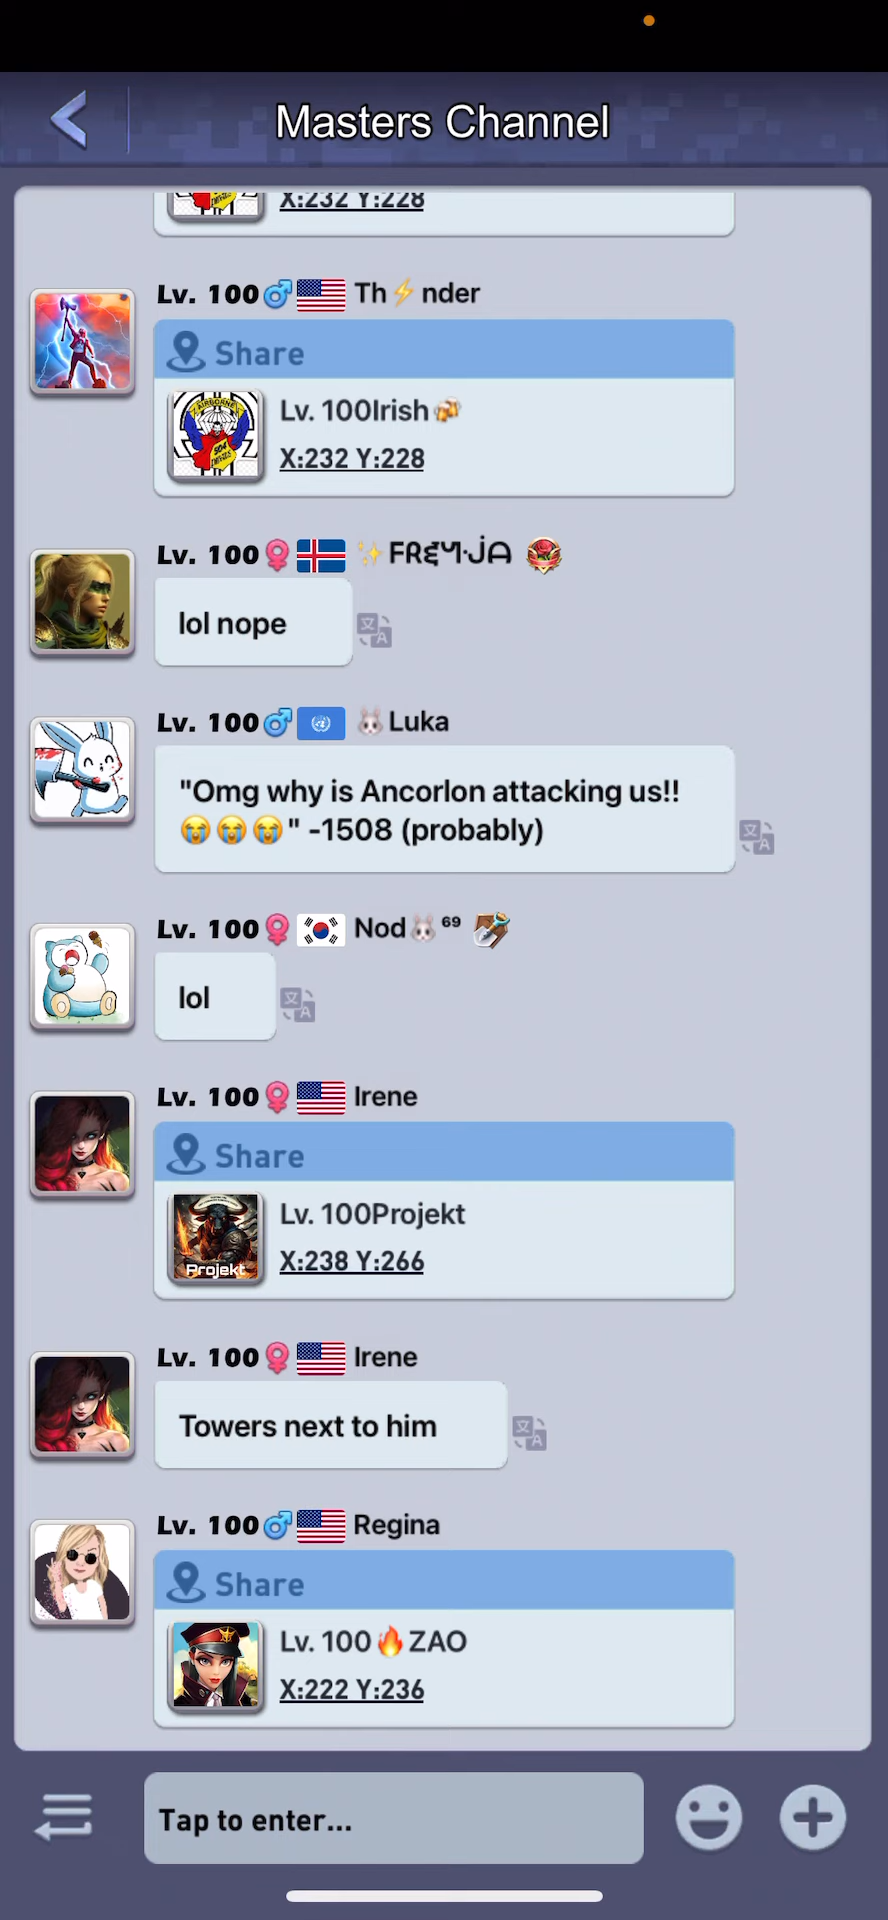 Masters Channel
X:232 Y:228
Lv. 100 Th⚡nder
Share
AIRBORNE
504
DEVILS
Lv. 100Irish🍻
X:232 Y:228
Lv. 100
lol nope
Lv. 100 🐰Luka
"Omg why is Ancorlon attacking us!!
😭😭😭" -1508 (probably)
Lv. 100 Nod🐰⁶⁹
lol
Lv. 100 Irene
Share
Projekt
Lv. 100Projekt
X:238 Y:266
Lv. 100 Irene
Towers next to him
Lv. 100 Regina
Share
Lv. 100🔥ZAO
X:222 Y:236
Tap to enter...